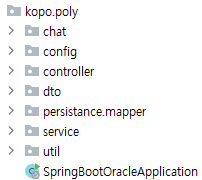 kopo.poly
chat
config
controller
dto
persistance.mapper
service
util
SpringBootOracleApplication